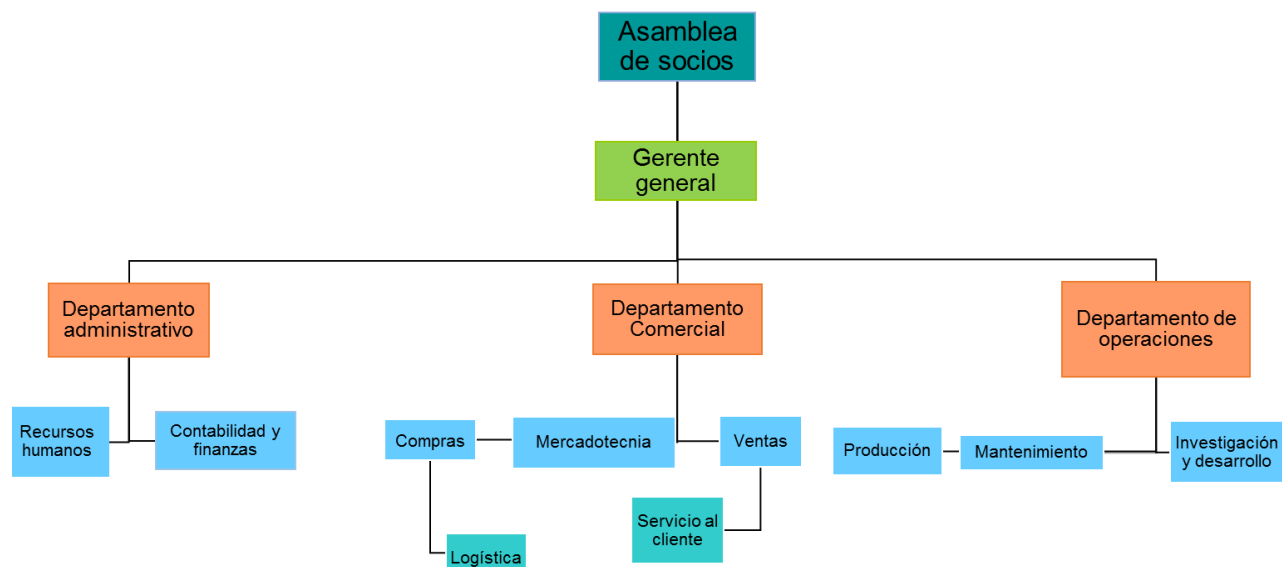 Asamblea
de socios
Gerente
general
Departamento
administrativo
Departamento
Comercial
Departamento de
operaciones
Recursos
humanos
Contabilidad y
finanzas
Compras
Mercadotecnia
Ventas
Producción
Mantenimiento
Investigación
y desarrollo
Servicio al
cliente
Logística